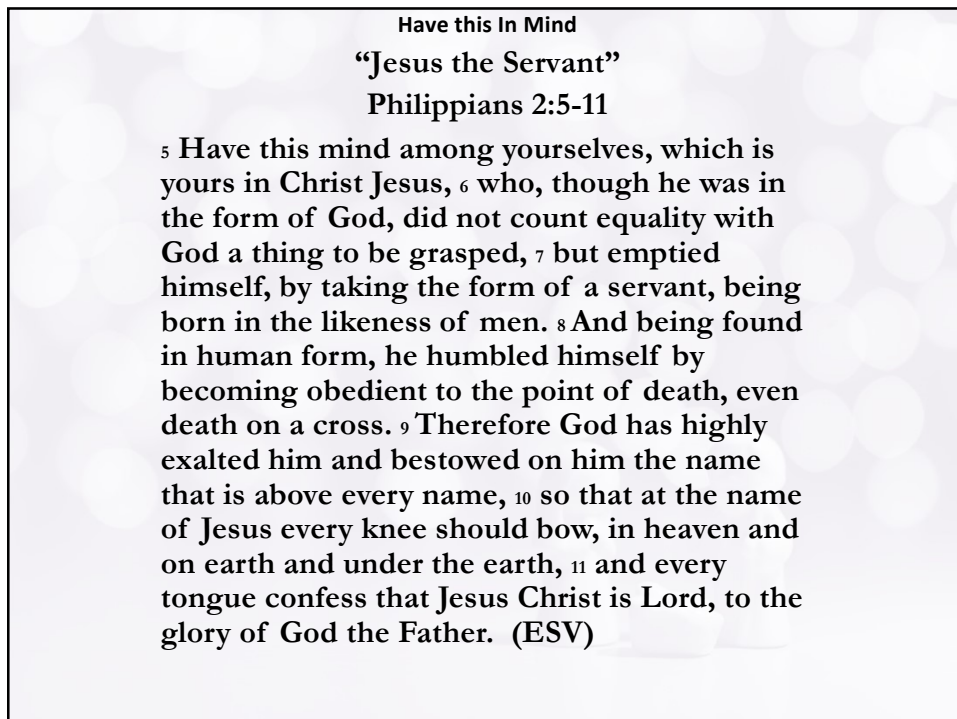 Have this In Mind
“Jesus the Servant”
Philippians 2:5-11
5 Have this mind among yourselves, which is
yours in Christ Jesus, 6 who, though he was in
the form of God, did not count equality with
God a thing to be grasped, 7 but emptied
himself, by taking the form of a servant, being
born in the likeness of men. 8 And being found
in human form, he humbled himself by
becoming obedient to the point of death, even
death on a cross. 9 Therefore God has highly
exalted him and bestowed on him the name
that is above every name, 10 so that at the name
of Jesus every knee should bow, in heaven and
on earth and under the earth, 11 and every
tongue confess that Jesus Christ is Lord, to the
glory of God the Father. (ESV)